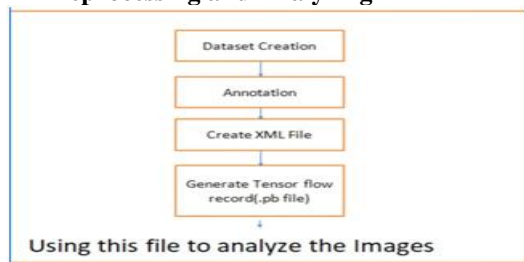 Dataset Creation
Annotation
Create XML File
Generate Tensor flow
record(.pb file)
Using this file to analyze the Images